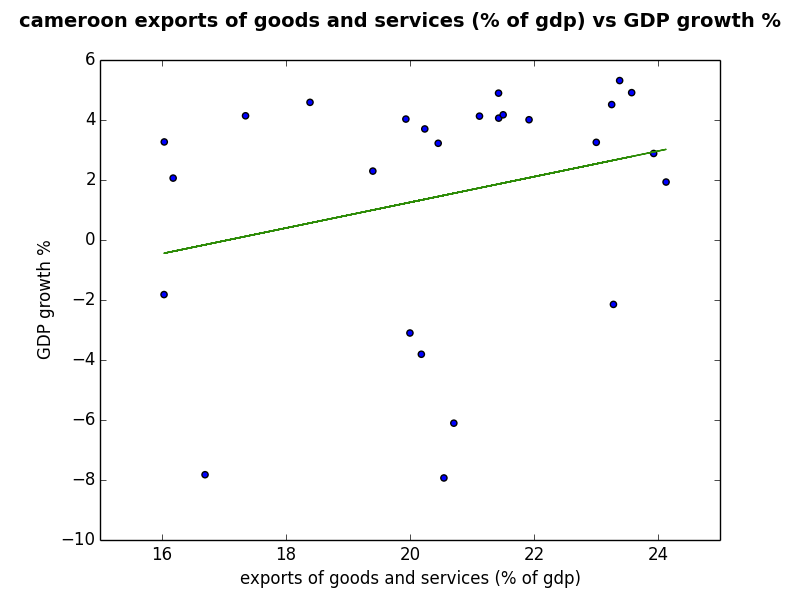 cameroon exports of goods and services (% of gdp) vs GDP growth %
6
4
2
0
−2
−4
−6
−8
−10
GDP growth %
16 18 20 22 24
exports of goods and services (% of gdp)